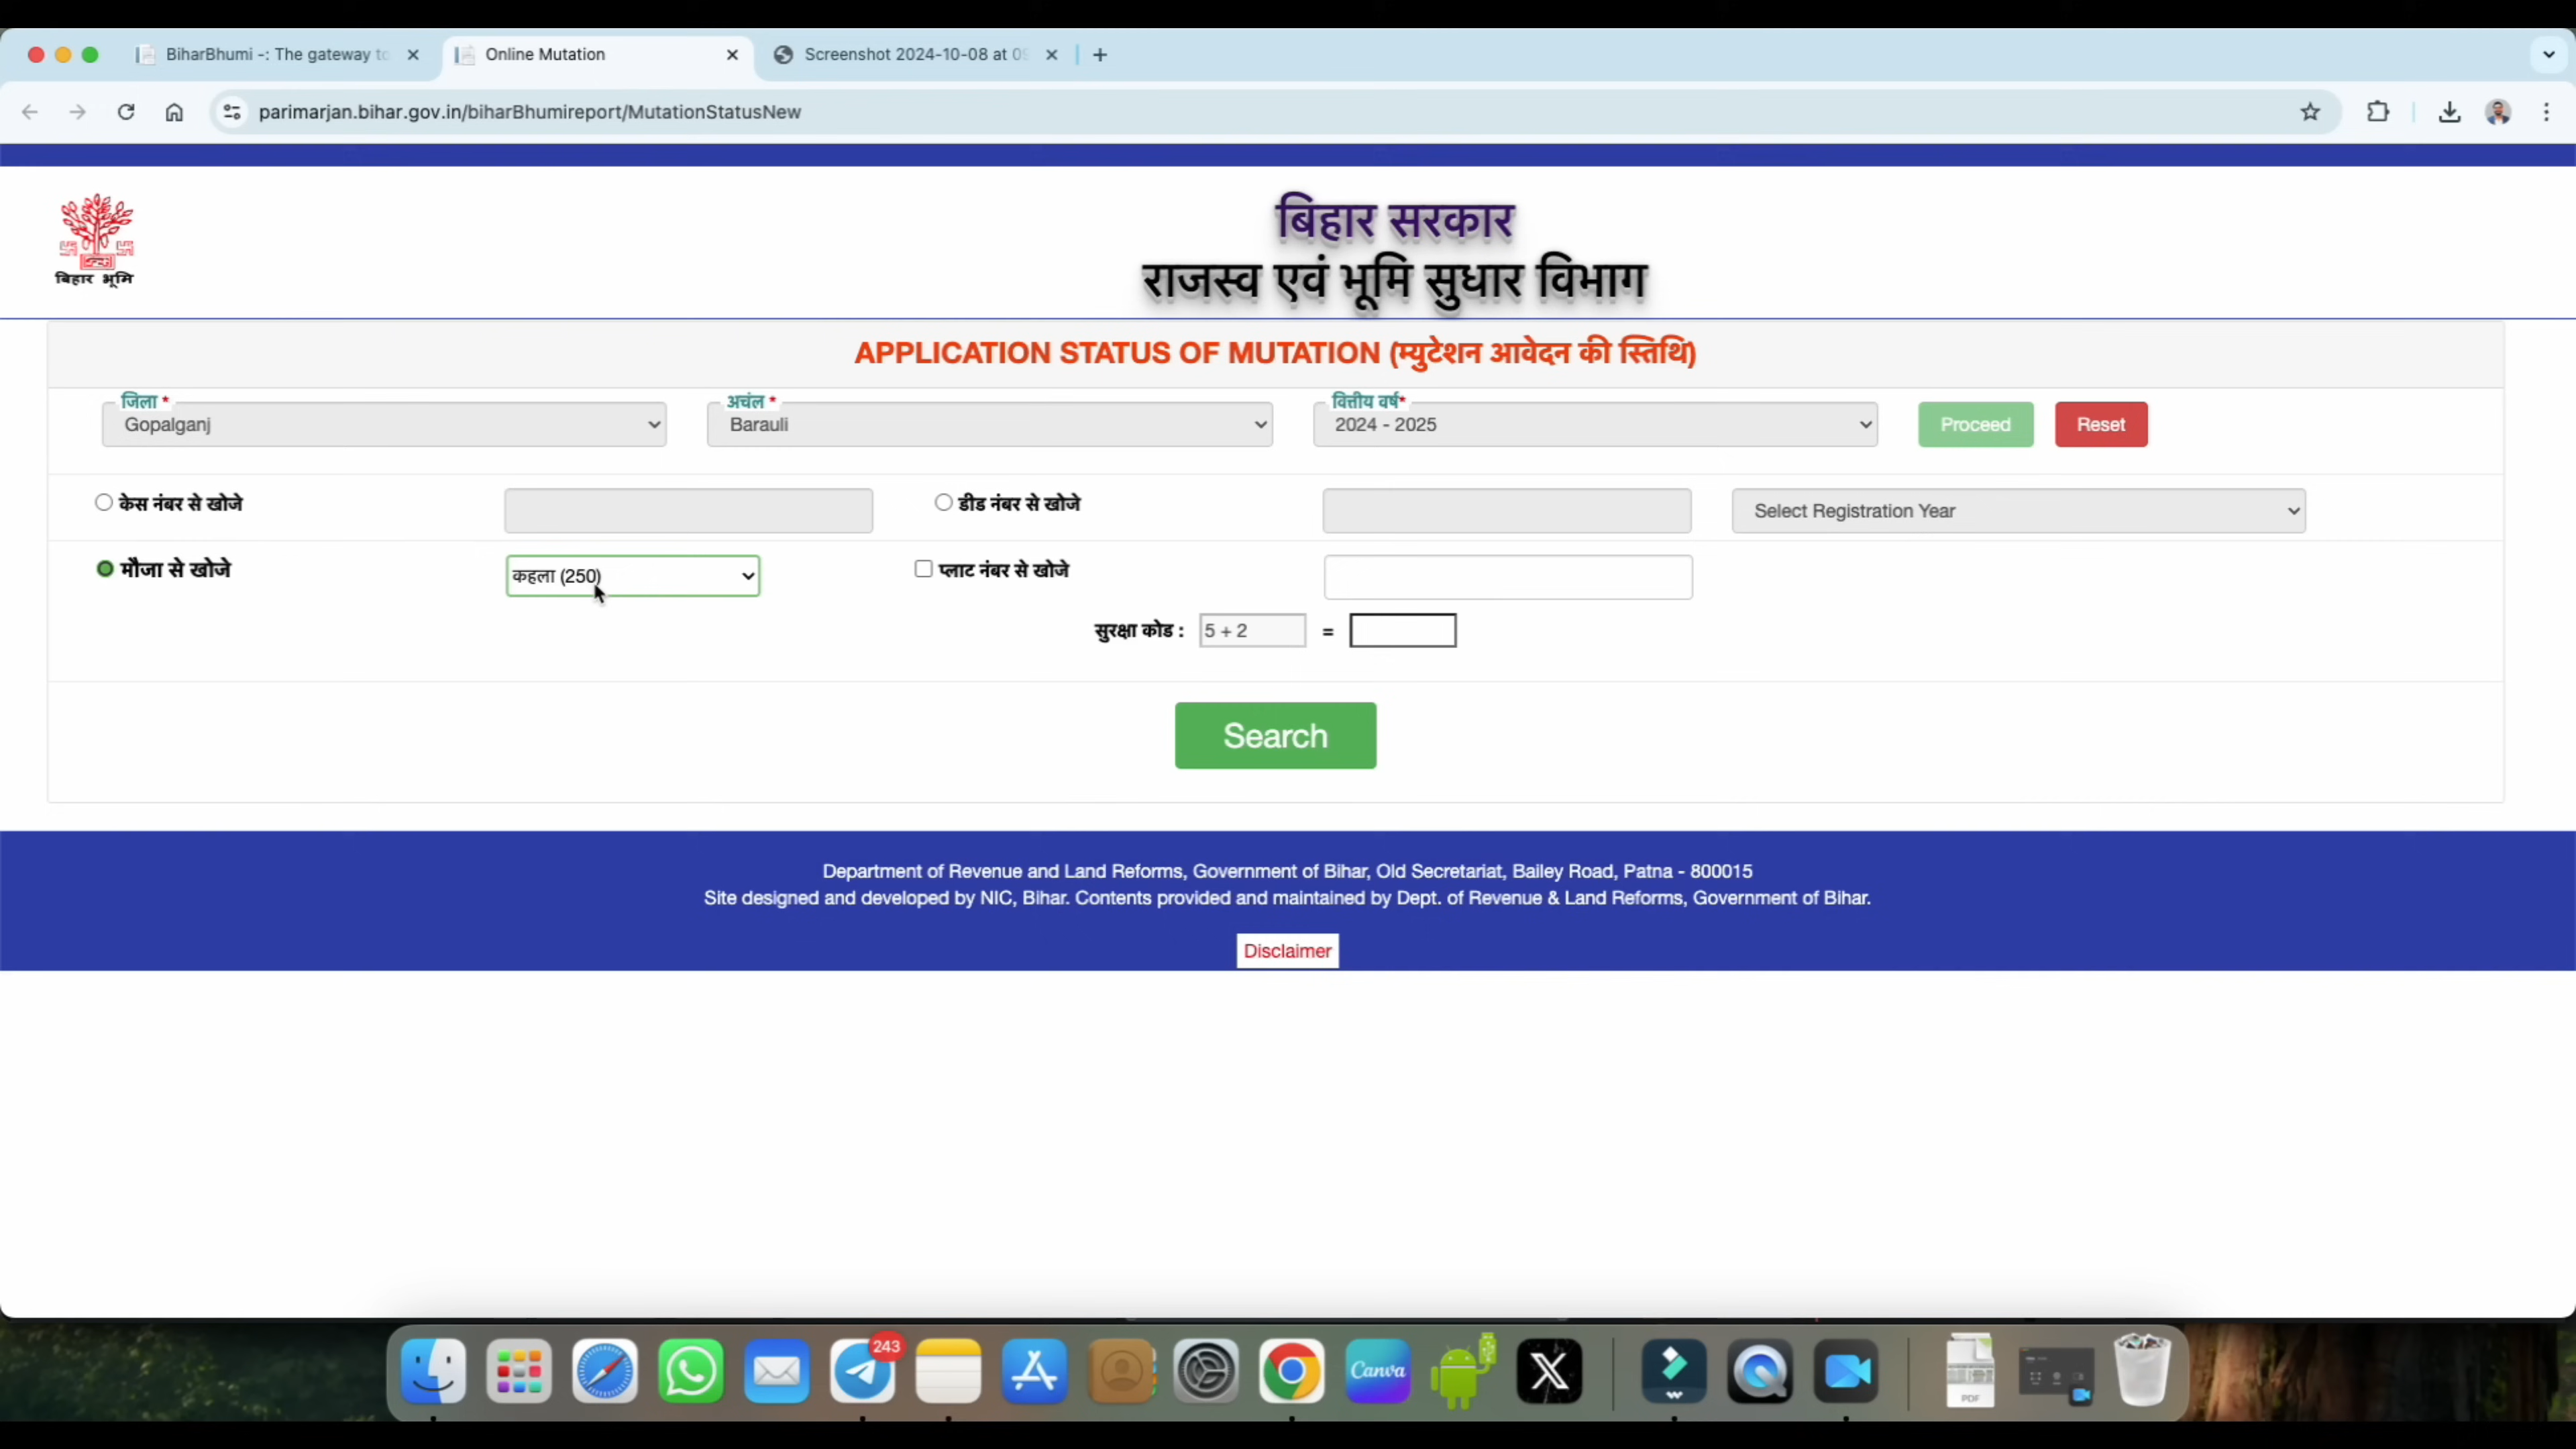 BiharBhumi -: The gateway to
Online Mutation
Screenshot 2024-10-08 at 09
parimarjan.bihar.gov.in/biharBhumireport/MutationStatusNew
बिहार भूमि
बिहार सरकार
राजस्व एवं भूमि सुधार विभाग
APPLICATION STATUS OF MUTATION (म्युटेशन आवेदन की स्तिथि)
जिला *
अचंल *
वित्तीय वर्ष*
Gopalganj
Barauli
2024 - 2025
Proceed
Reset
केस नंबर से खोजे
डीड नंबर से खोजे
Select Registration Year
मौजा से खोजे
कहला (250)
प्लाट नंबर से खोजे
सुरक्षा कोड :
5 + 2
=
Search
Department of Revenue and Land Reforms, Government of Bihar, Old Secretariat, Bailey Road, Patna - 800015
Site designed and developed by NIC, Bihar. Contents provided and maintained by Dept. of Revenue & Land Reforms, Government of Bihar.
Disclaimer
243
Canva
PDF